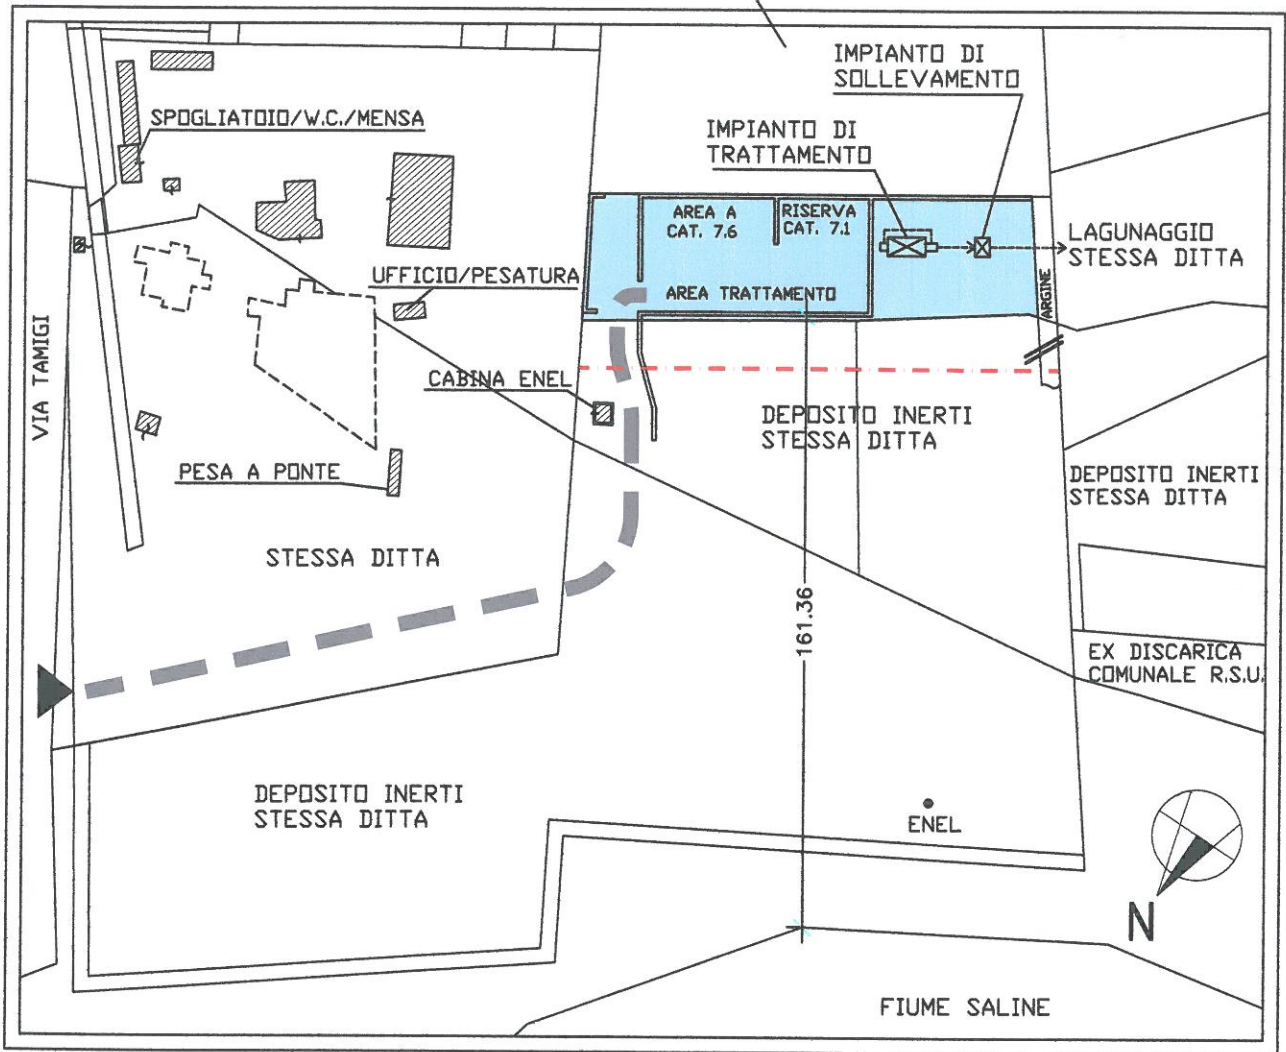 IMPIANTO DI
SOLLEVAMENTO
SPOGLIATOIO/W.C./MENSA
IMPIANTO DI
TRATTAMENTO
AREA A
CAT. 7.6
RISERVA
CAT. 7.1
LAGUNAGGIO
STESSA DITTA
UFFICIO/PESATURA
AREA TRATTAMENTO
ARGINE
VIA TAMIGI
CABINA ENEL
DEPOSITO INERTI
STESSA DITTA
PESA A PONTE
DEPOSITO INERTI
STESSA DITTA
STESSA DITTA
161.36
EX DISCARICA
COMUNALE R.S.U.
DEPOSITO INERTI
STESSA DITTA
ENEL
N
FIUME SALINE